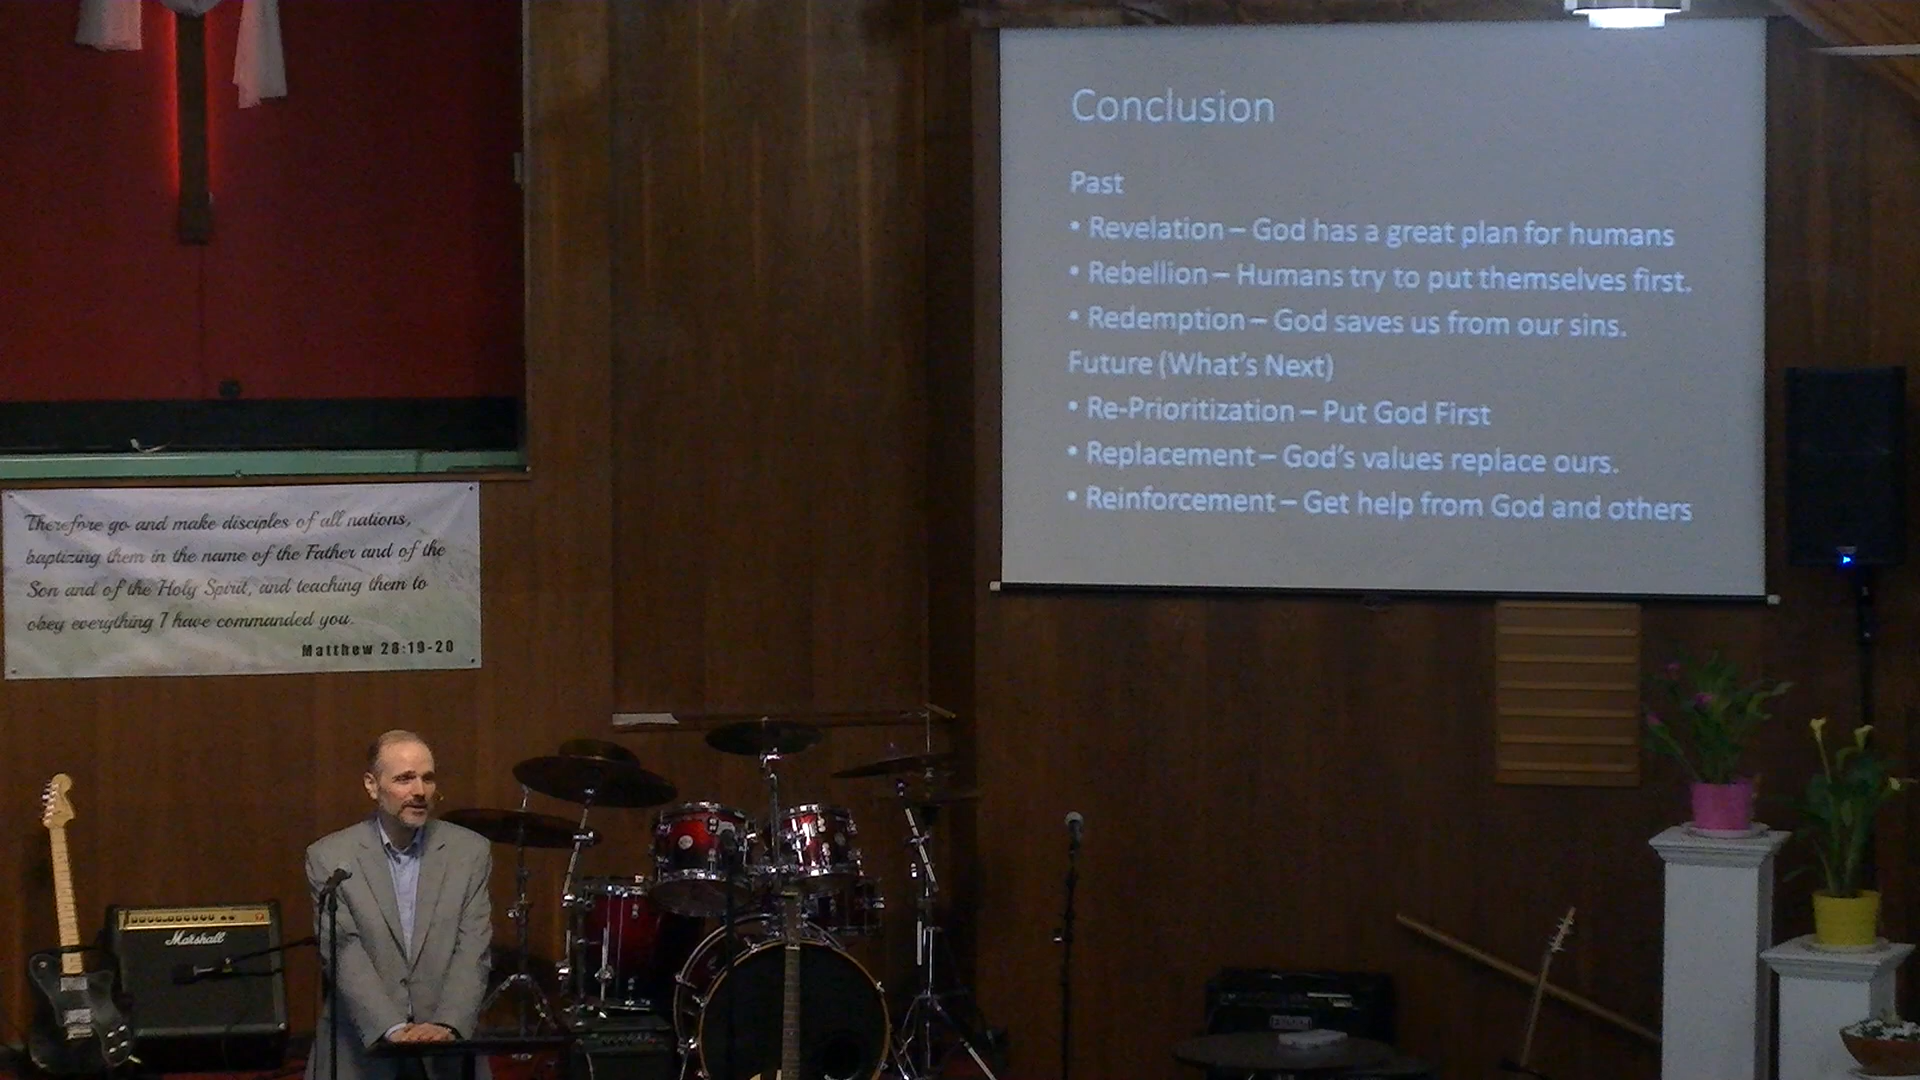 Conclusion
Past
• Revelation – God has a great plan for humans
• Rebellion – Humans try to put themselves first.
• Redemption – God saves us from our sins.
Future (What's Next)
• Re-Prioritization – Put God First
• Replacement – God's values replace ours.
• Reinforcement – Get help from God and others
Therefore go and make disciples of all nations,
baptizing them in the name of the Father and of the
Son and of the Holy Spirit, and teaching them to
obey everything I have commanded you.
Matthew 28:19-20
Marshall